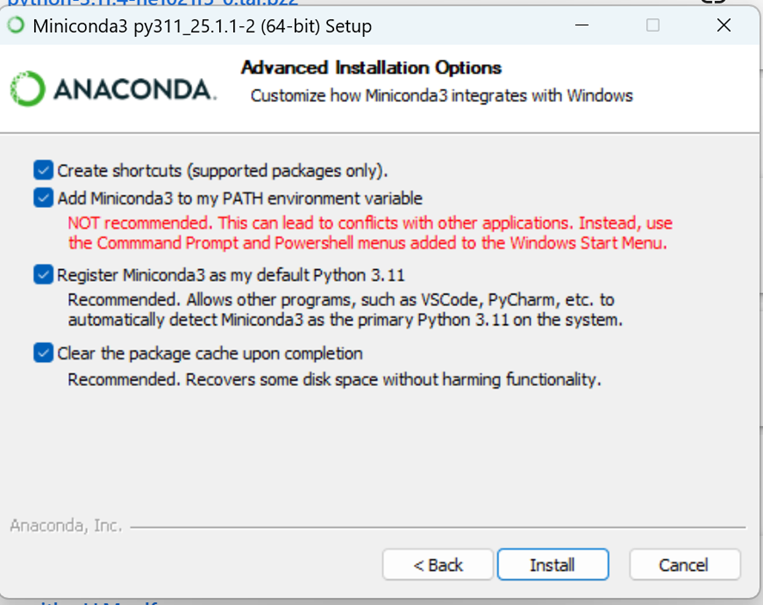 Miniconda3 py311_25.1.1-2 (64-bit) Setup
ANACONDA.
Advanced Installation Options
Customize how Miniconda3 integrates with Windows
Create shortcuts (supported packages only).
Add Miniconda3 to my PATH environment variable
NOT recommended. This can lead to conflicts with other applications. Instead, use
the Commmand Prompt and Powershell menus added to the Windows Start Menu.
Register Miniconda3 as my default Python 3.11
Recommended. Allows other programs, such as VSCode, PyCharm, etc. to
automatically detect Miniconda3 as the primary Python 3.11 on the system.
Clear the package cache upon completion
Recommended. Recovers some disk space without harming functionality.
Anaconda, Inc.
< Back
Install
Cancel